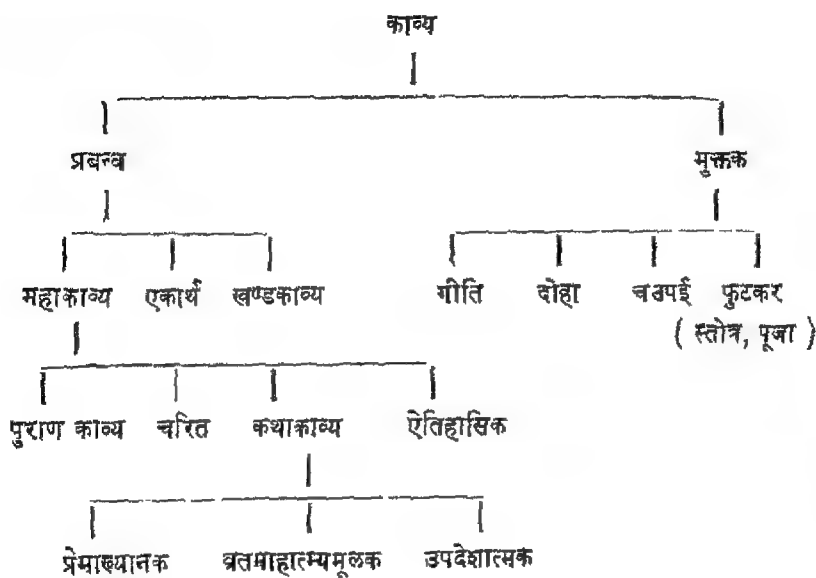 काव्य
प्रबन्ध मुक्तक
महाकाव्य एकार्थ खण्डकाव्य गीति दोहा चउपई फुटकर
( स्तोत्र, पूजा )
पुराण काव्य चरित कथाकाव्य ऐतिहासिक
प्रेमाख्यानक व्रतमाहात्म्यमूलक उपदेशात्मक